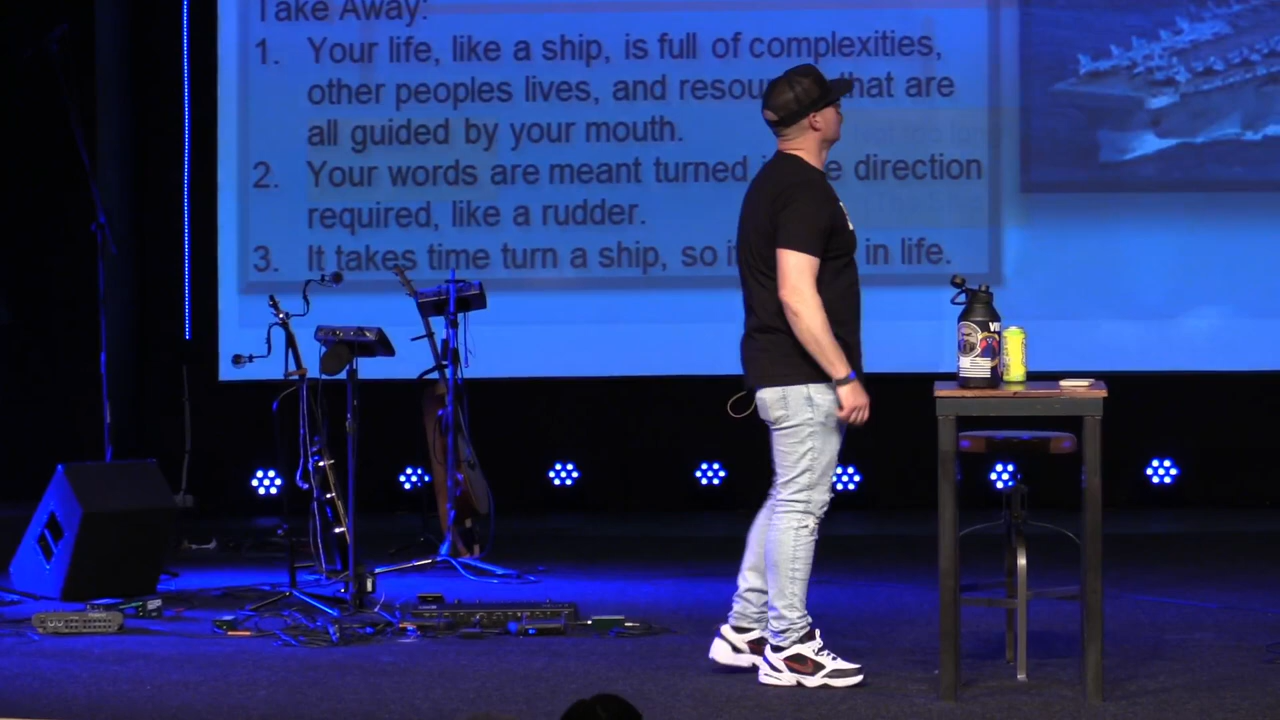 Take Away:
1. Your life, like a ship, is full of complexities,
other peoples lives, and resou that are
all guided by your mouth.
2. Your words are meant turned direction
required, like a rudder.
3. It takes time turn a ship, so in life.